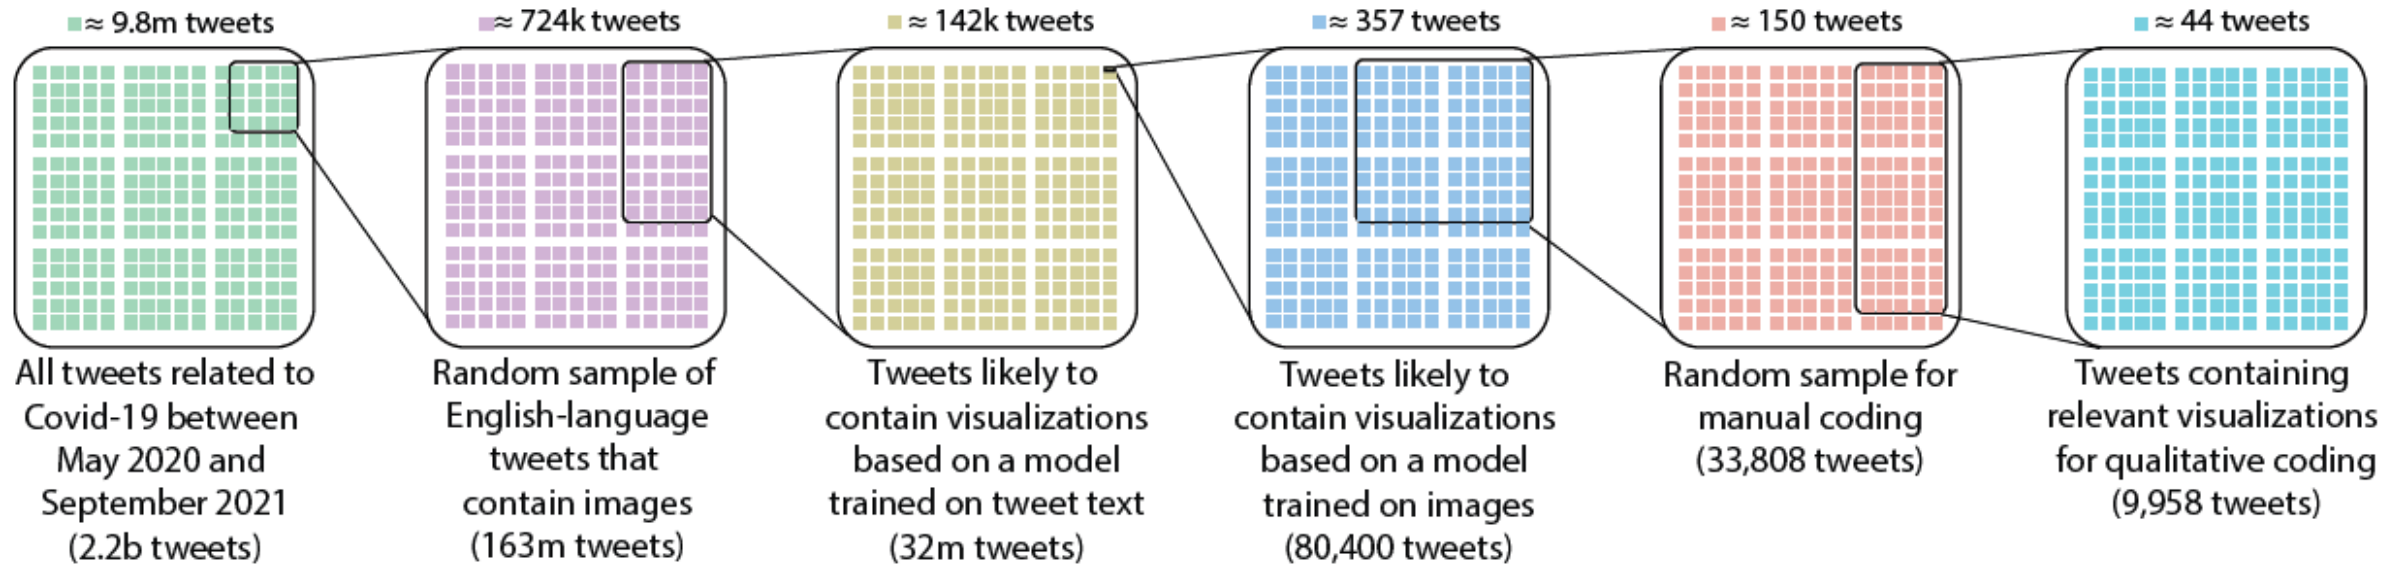 ≈ 9.8m tweets
≈ 724k tweets
≈ 142k tweets
≈ 357 tweets
≈ 150 tweets
≈ 44 tweets
All tweets related to
Covid-19 between
May 2020 and
September 2021
(2.2b tweets)
Random sample of
English-language
tweets that
contain images
(163m tweets)
Tweets likely to
contain visualizations
based on a model
trained on tweet text
(32m tweets)
Tweets likely to
contain visualizations
based on a model
trained on images
(80,400 tweets)
Random sample for
manual coding
(33,808 tweets)
Tweets containing
relevant visualizations
for qualitative coding
(9,958 tweets)